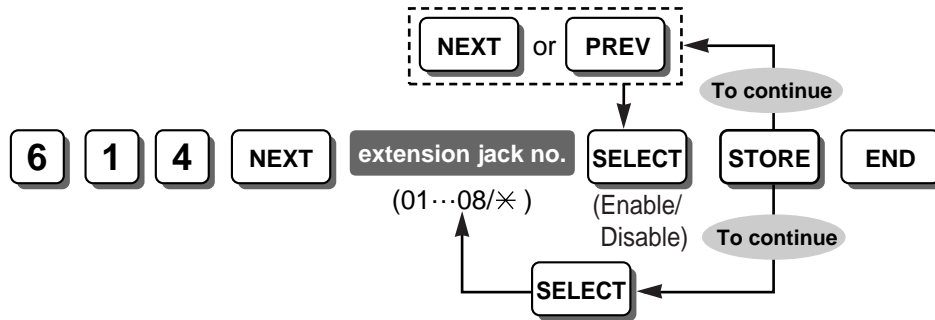 NEXT or PREV
To continue
6 1 4 NEXT extension jack no. SELECT STORE END
(01···08/✳)
(Enable/
Disable)
To continue
SELECT